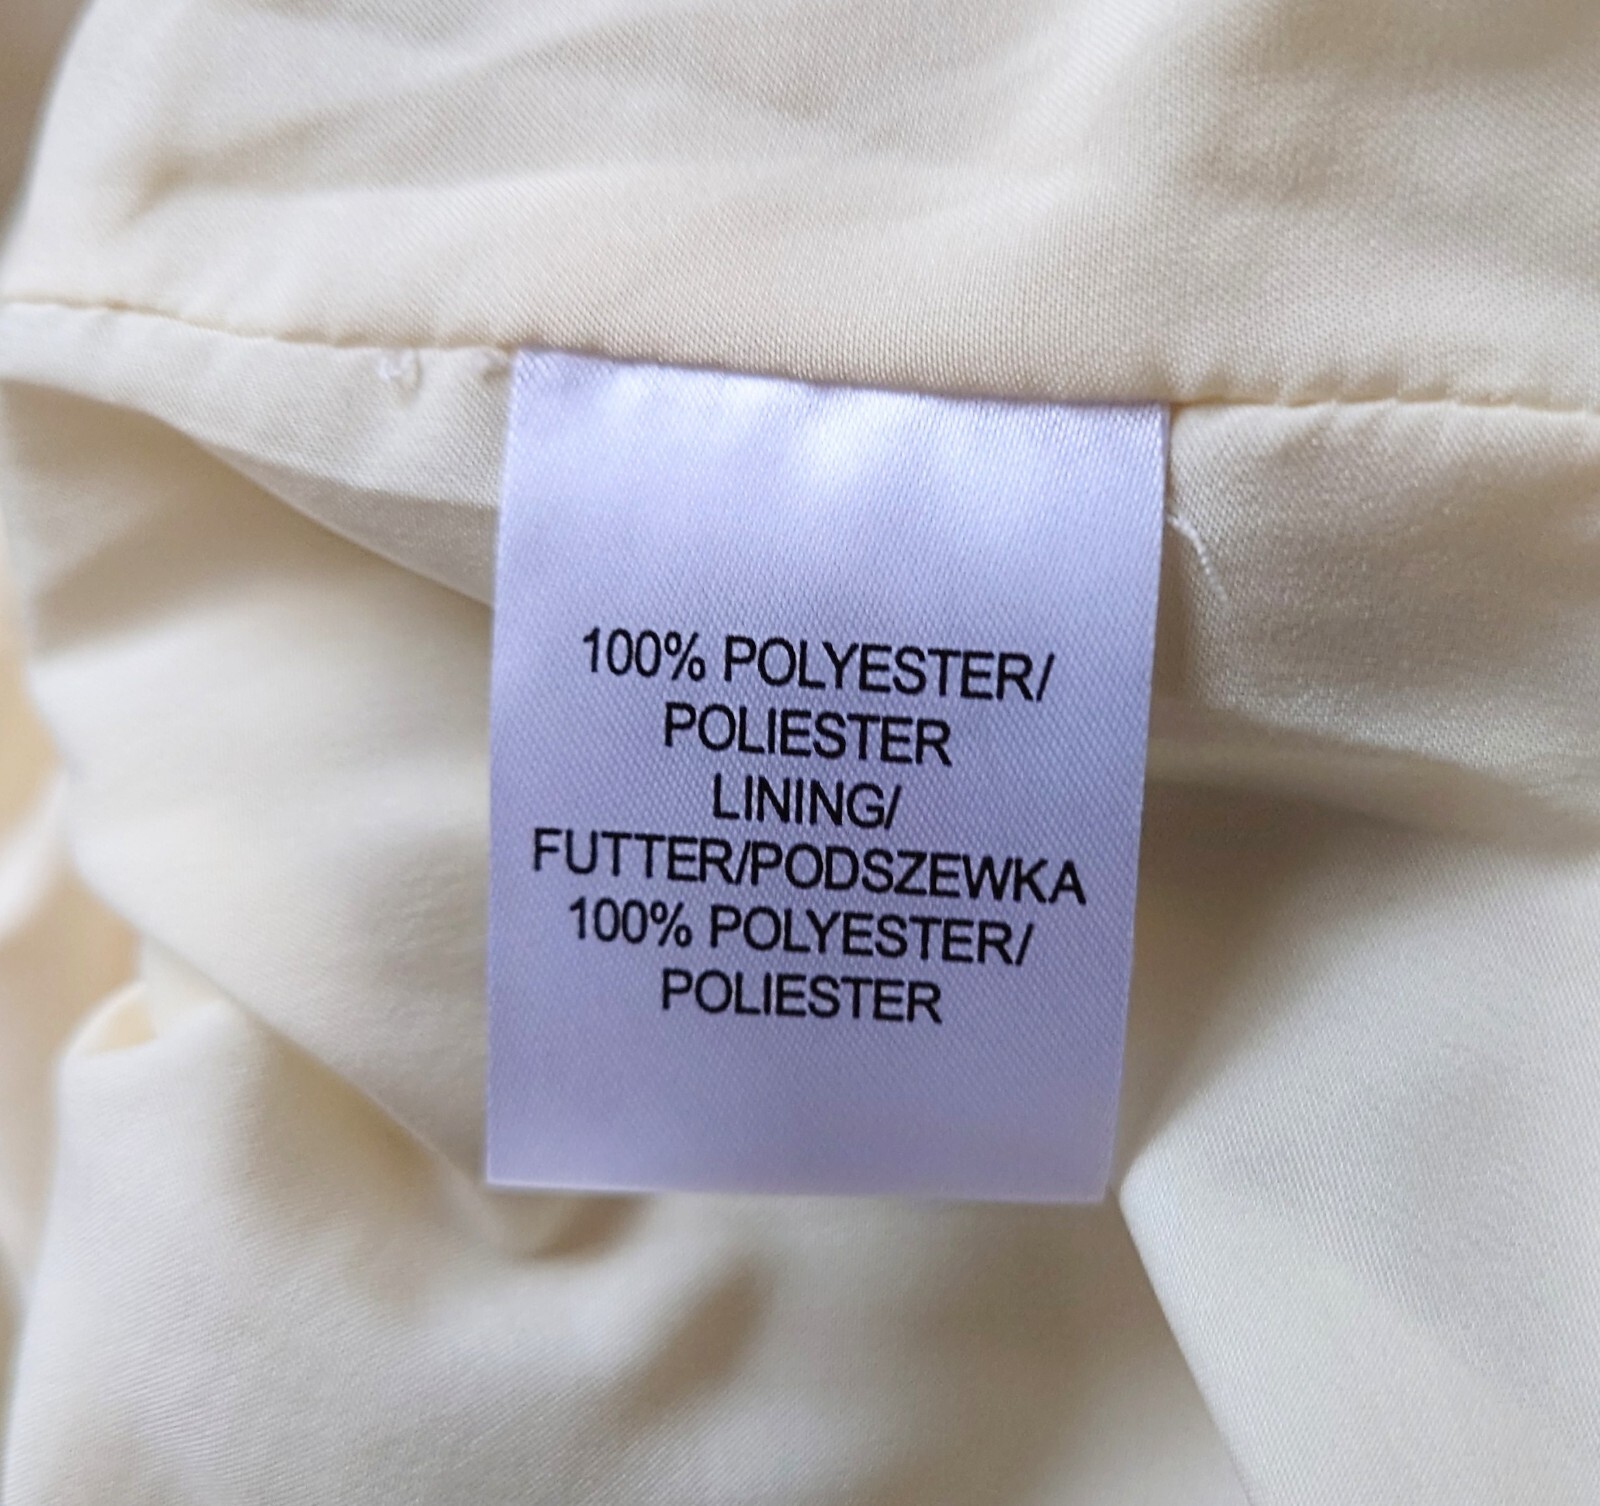 100% POLYESTER/
POLIESTER
LINING/
FUTTER/PODSZEWKA
100% POLYESTER/
POLIESTER